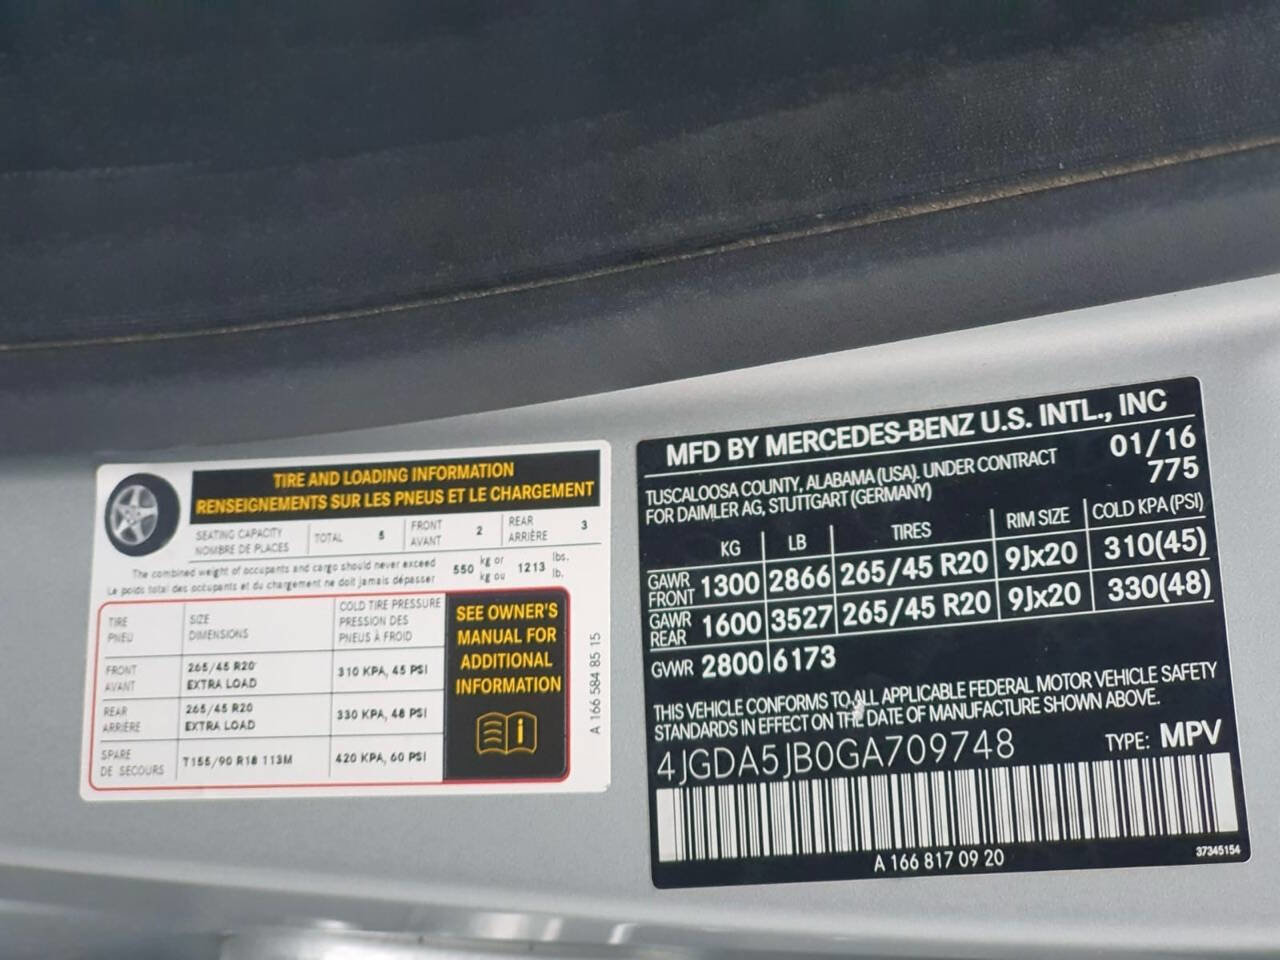 TIRE AND LOADING INFORMATION
RENSEIGNEMENTS SUR LES PNEUS ET LE CHARGEMENT
SEATING CAPACITY TOTAL 5 FRONT 2 REAR 3
NOMBRE DE PLACES AVANT ARRIÈRE
The combined weight of occupants and cargo should never exceed 550 kg or 1213 lbs.
Le poids total des occupants et du chargement ne doit jamais dépasser kg ou lb.
TIRE SIZE COLD TIRE PRESSURE
PNEU DIMENSIONS PRESSION DES
PNEUS À FROID
FRONT 265/45 R20 310 KPA, 45 PSI
AVANT EXTRA LOAD
REAR 265/45 R20 330 KPA, 48 PSI
ARRIÈRE EXTRA LOAD
SPARE T155/90 R18 113M 420 KPA, 60 PSI
DE SECOURS
SEE OWNER'S
MANUAL FOR
ADDITIONAL
INFORMATION
i
A 166 584 85 15
MFD BY MERCEDES-BENZ U.S. INTL., INC
TUSCALOOSA COUNTY, ALABAMA (USA). UNDER CONTRACT 01/16
FOR DAIMLER AG, STUTTGART (GERMANY) 775
KG LB TIRES RIM SIZE COLD KPA (PSI)
GAWR FRONT 1300 2866 265/45 R20 9Jx20 310(45)
GAWR REAR 1600 3527 265/45 R20 9Jx20 330(48)
GVWR 2800 6173
THIS VEHICLE CONFORMS TO ALL APPLICABLE FEDERAL MOTOR VEHICLE SAFETY
STANDARDS IN EFFECT ON THE DATE OF MANUFACTURE SHOWN ABOVE.
4JGDA5JB0GA709748 TYPE: MPV
A 166 817 09 20
37345154